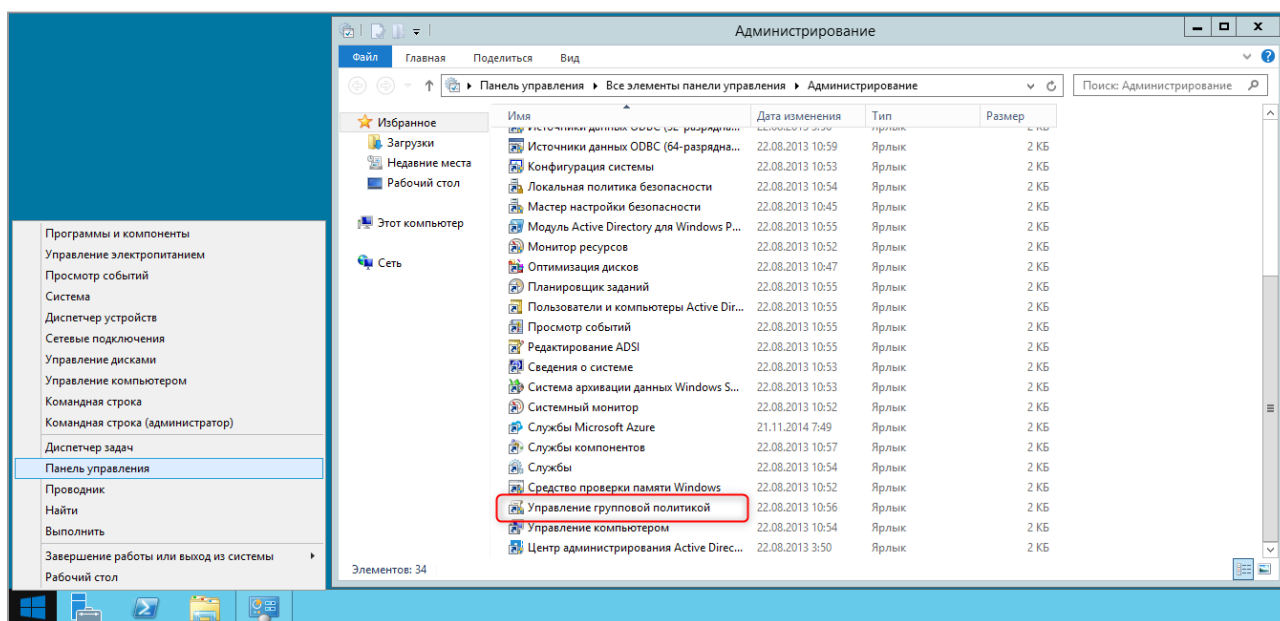 Администрирование
Файл Главная Поделиться Вид
Панель управления Все элементы панели управления Администрирование
Поиск: Администрирование
Избранное
Загрузки
Недавние места
Рабочий стол
Этот компьютер
Сеть
Имя Дата изменения Тип Размер
Источники данных ODBC (32-разрядна...
Источники данных ODBC (64-разрядна... 22.08.2013 10:59 Ярлык 2 КБ
Конфигурация системы 22.08.2013 10:53 Ярлык 2 КБ
Локальная политика безопасности 22.08.2013 10:54 Ярлык 2 КБ
Мастер настройки безопасности 22.08.2013 10:45 Ярлык 2 КБ
Модуль Active Directory для Windows P... 22.08.2013 10:55 Ярлык 2 КБ
Монитор ресурсов 22.08.2013 10:52 Ярлык 2 КБ
Оптимизация дисков 22.08.2013 10:47 Ярлык 2 КБ
Планировщик заданий 22.08.2013 10:55 Ярлык 2 КБ
Пользователи и компьютеры Active Dir... 22.08.2013 10:55 Ярлык 2 КБ
Просмотр событий 22.08.2013 10:55 Ярлык 2 КБ
Редактирование ADSI 22.08.2013 10:55 Ярлык 2 КБ
Сведения о системе 22.08.2013 10:53 Ярлык 2 КБ
Система архивации данных Windows S... 22.08.2013 10:53 Ярлык 2 КБ
Системный монитор 22.08.2013 10:52 Ярлык 2 КБ
Службы Microsoft Azure 21.11.2014 7:49 Ярлык 2 КБ
Службы компонентов 22.08.2013 10:57 Ярлык 2 КБ
Службы 22.08.2013 10:54 Ярлык 2 КБ
Средство проверки памяти Windows 22.08.2013 10:52 Ярлык 2 КБ
Управление групповой политикой 22.08.2013 10:56 Ярлык 2 КБ
Управление компьютером 22.08.2013 10:54 Ярлык 2 КБ
Центр администрирования Active Direc... 22.08.2013 3:50 Ярлык 2 КБ
Элементов: 34
Программы и компоненты
Управление электропитанием
Просмотр событий
Система
Диспетчер устройств
Сетевые подключения
Управление дисками
Управление компьютером
Командная строка
Командная строка (администратор)
Диспетчер задач
Панель управления
Проводник
Найти
Выполнить
Завершение работы или выход из системы
Рабочий стол